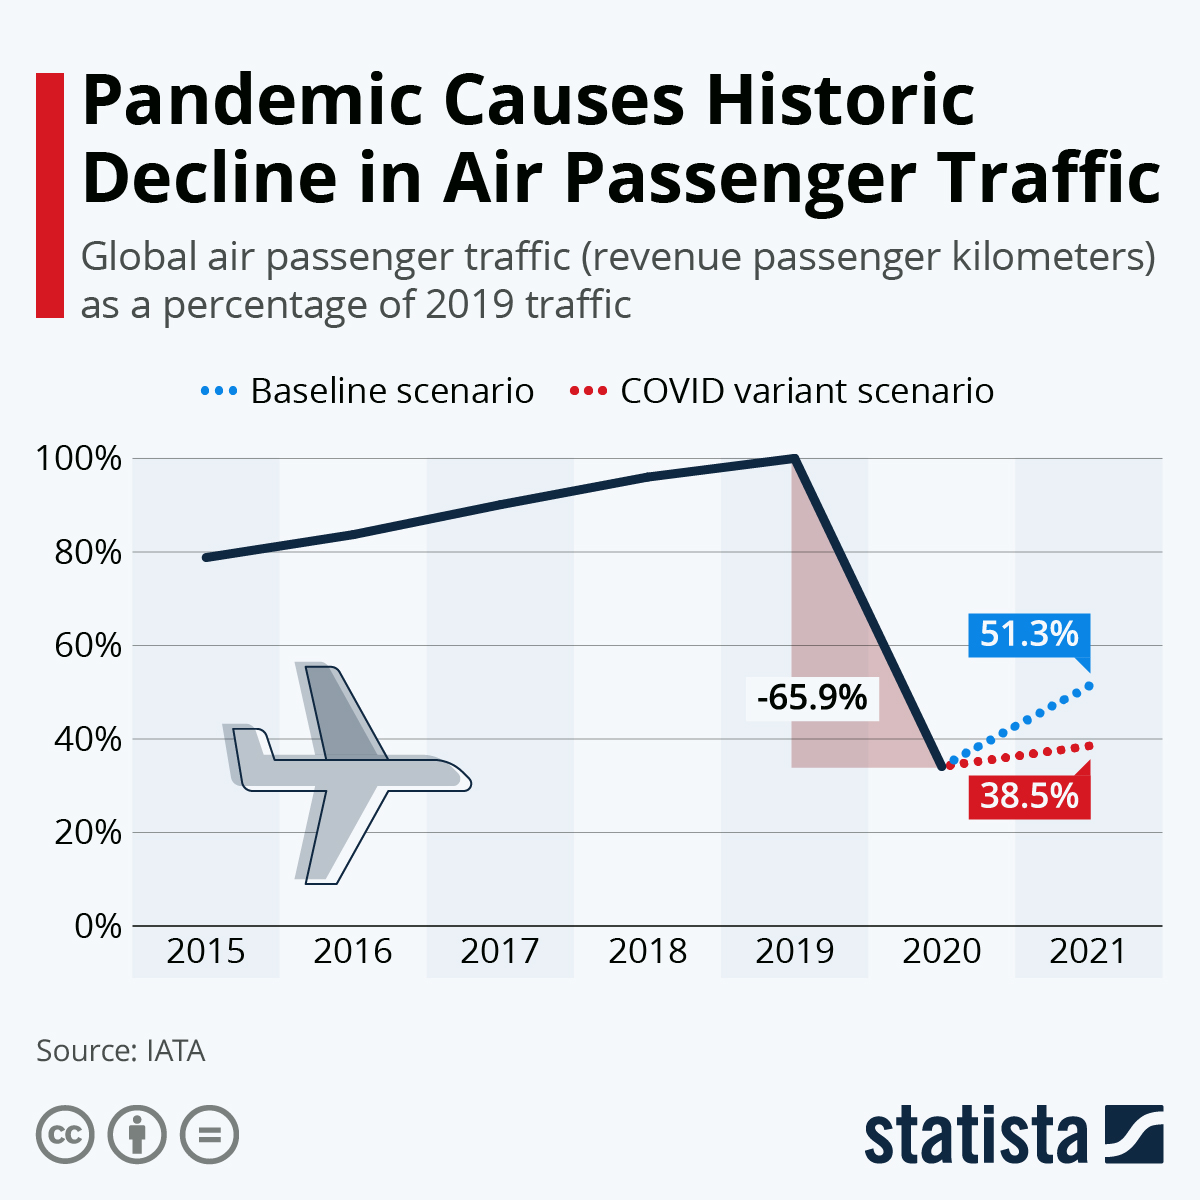 Pandemic Causes Historic
Decline in Air Passenger Traffic
Global air passenger traffic (revenue passenger kilometers)
as a percentage of 2019 traffic
Baseline scenario
COVID variant scenario
100%
80%
60%
40%
20%
0%
51.3%
-65.9%
38.5%
2015 2016 2017 2018 2019 2020 2021
Source: IATA
cc
statista